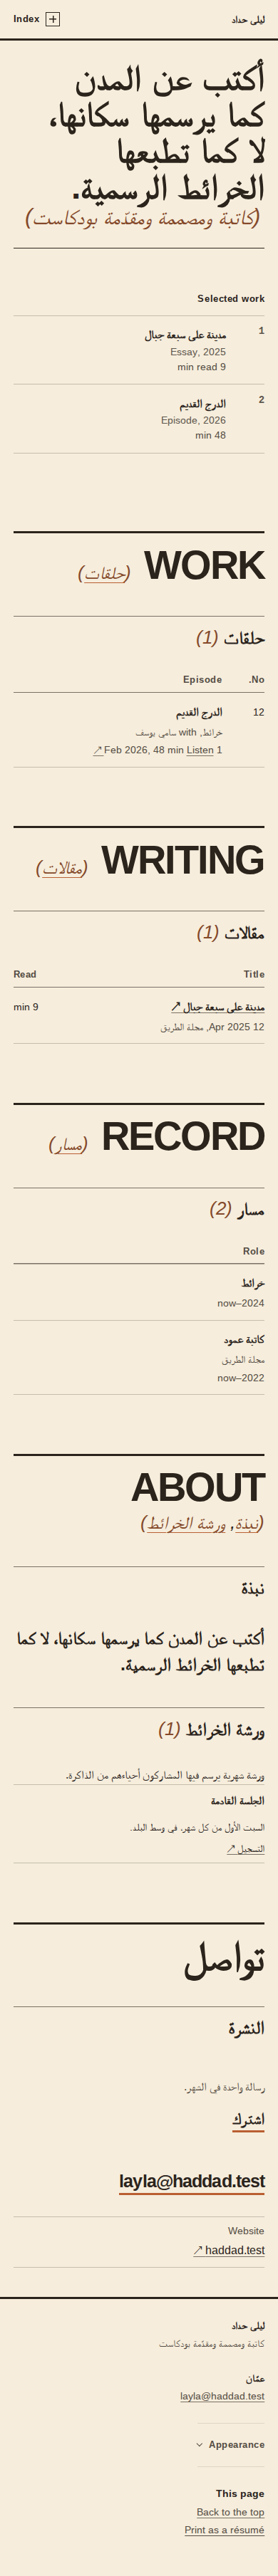 ليلى حداد
Index
أكتب عن المدن
كما يرسمها سكانها،
لا كما تطبعها
الخرائط الرسمية.
(كاتبة ومصممة ومقدّمة بودكاست)
Selected work
1
مدينة على سبعة جبال
Essay, 2025
9 min read
2
الدرج القديم
Episode, 2026
48 min
WORK (حلقات)
حلقات (1)
No.
Episode
12
الدرج القديم
خرائط, with سامي يوسف
1 Feb 2026, 48 min Listen ↗
WRITING (مقالات)
مقالات (1)
Title
Read
مدينة على سبعة جبال ↗
9 min
12 Apr 2025, مجلة الطريق
RECORD (مسار)
مسار (2)
Role
خرائط
2024–now
كاتبة عمود
مجلة الطريق
2022–now
ABOUT
(نبذة, ورشة الخرائط)
نبذة
أكتب عن المدن كما يرسمها سكانها، لا كما
تطبعها الخرائط الرسمية.
ورشة الخرائط (1)
ورشة شهرية يرسم فيها المشاركون أحياءهم من الذاكرة.
الجلسة القادمة
السبت الأول من كل شهر، في وسط البلد.
التسجيل ↗
تواصل
النشرة
رسالة واحدة في الشهر.
اشترك
layla@haddad.test
Website
haddad.test ↗
ليلى حداد
كاتبة ومصممة ومقدّمة بودكاست
عمّان
layla@haddad.test
Appearance
This page
Back to the top
Print as a résumé